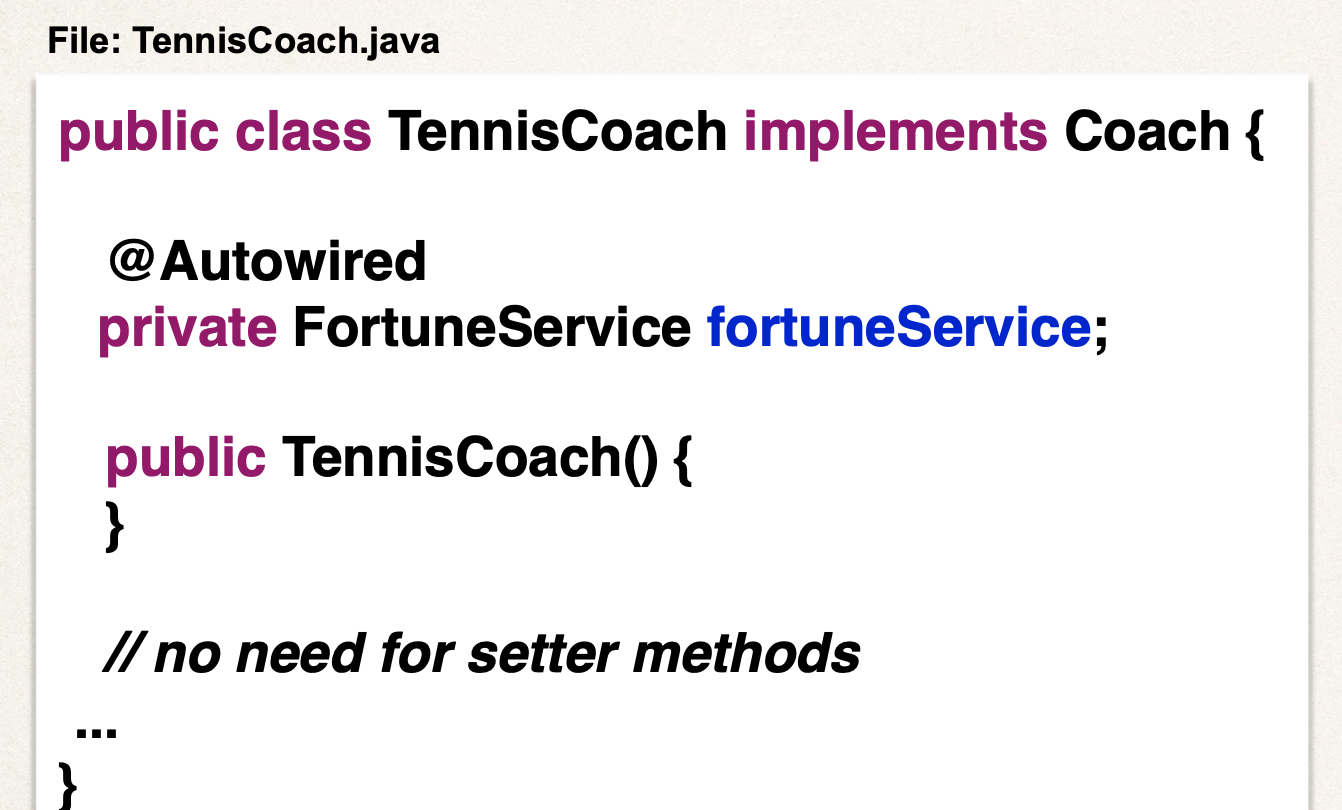 File: TennisCoach.java
public class TennisCoach implements Coach {
@Autowired
private FortuneService fortuneService;
public TennisCoach() {
}
// no need for setter methods
...
}